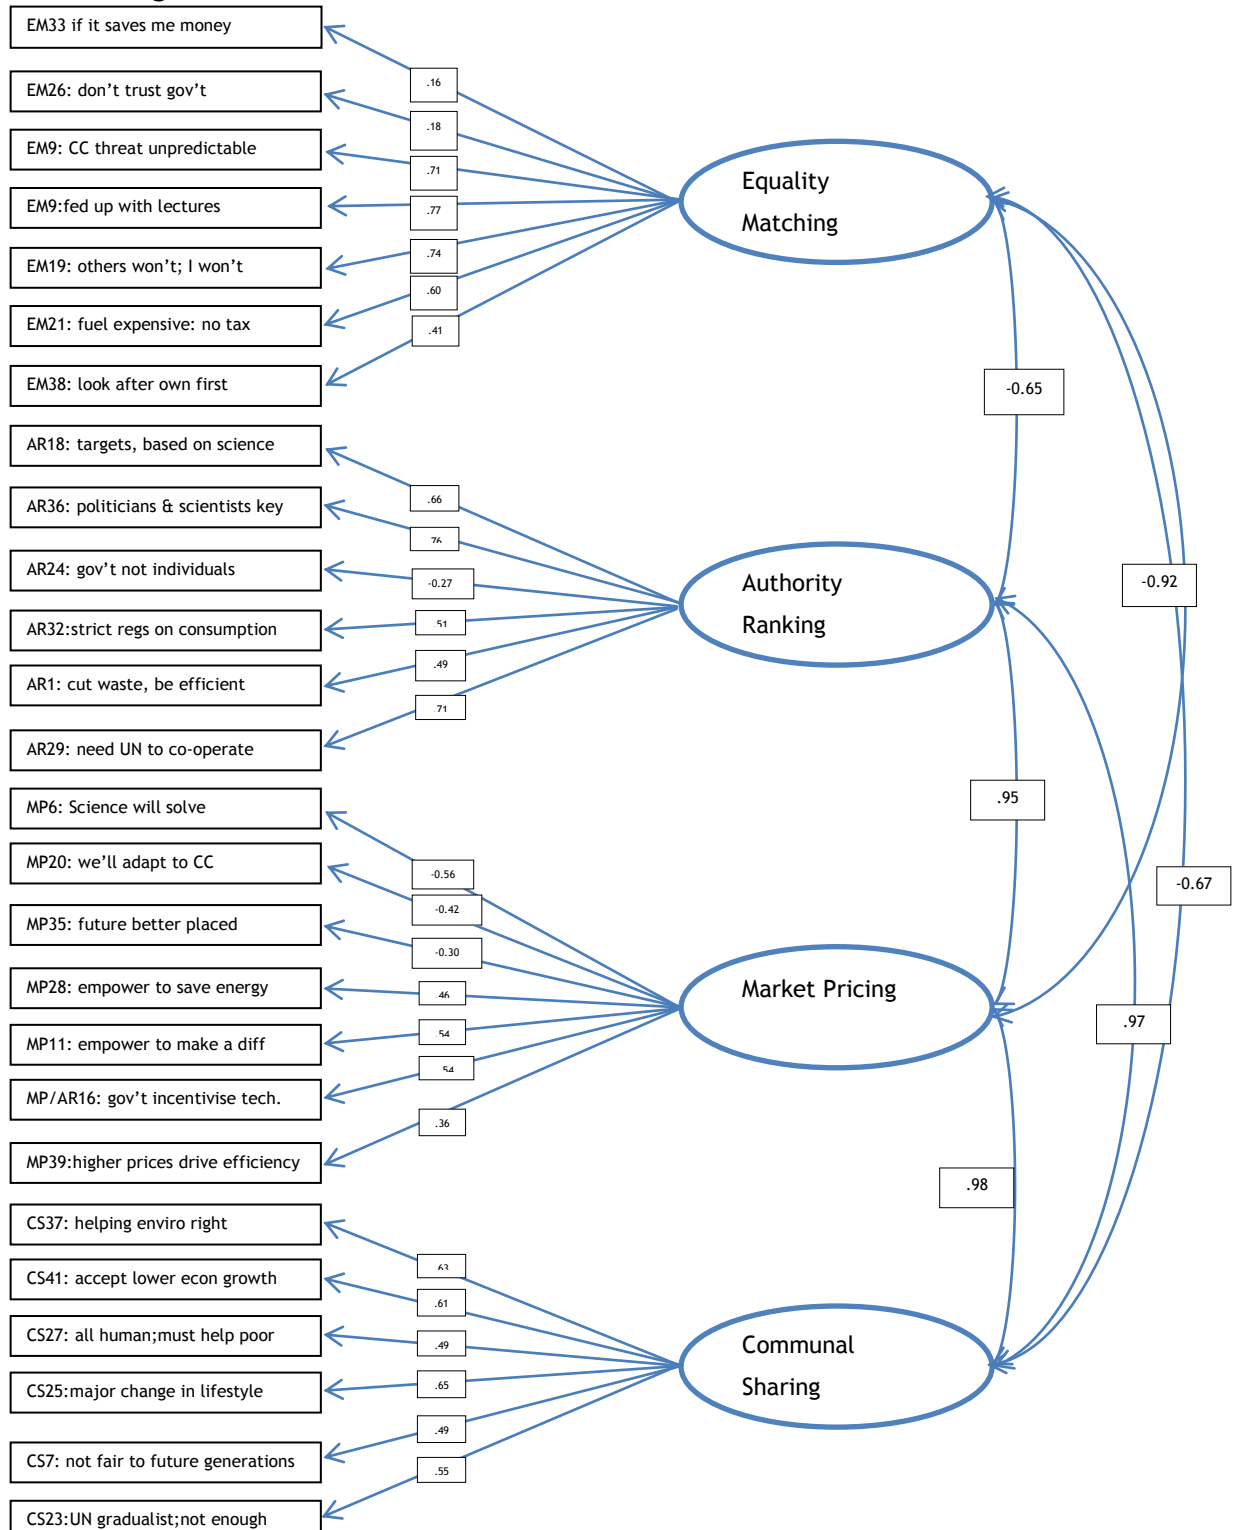 EM33 if it saves me money
EM26: don't trust gov't
EM9: CC threat unpredictable
EM9:fed up with lectures
EM19: others won't; I won't
EM21: fuel expensive: no tax
EM38: look after own first
.16
.18
.71
.77
.74
.60
.41
Equality
Matching
-0.65
AR18: targets, based on science
AR36: politicians & scientists key
AR24: gov't not individuals
AR32:strict regs on consumption
AR1: cut waste, be efficient
AR29: need UN to co-operate
.66
.76
-0.27
.51
.49
.71
Authority
Ranking
-0.92
.95
-0.67
MP6: Science will solve
MP20: we'll adapt to CC
MP35: future better placed
MP28: empower to save energy
MP11: empower to make a diff
MP/AR16: gov't incentivise tech.
MP39:higher prices drive efficiency
-0.56
-0.42
-0.30
.46
.54
.54
.36
Market Pricing
.97
.98
CS37: helping enviro right
CS41: accept lower econ growth
CS27: all human;must help poor
CS25:major change in lifestyle
CS7: not fair to future generations
CS23:UN gradualist;not enough
.63
.61
.49
.65
.49
.55
Communal
Sharing